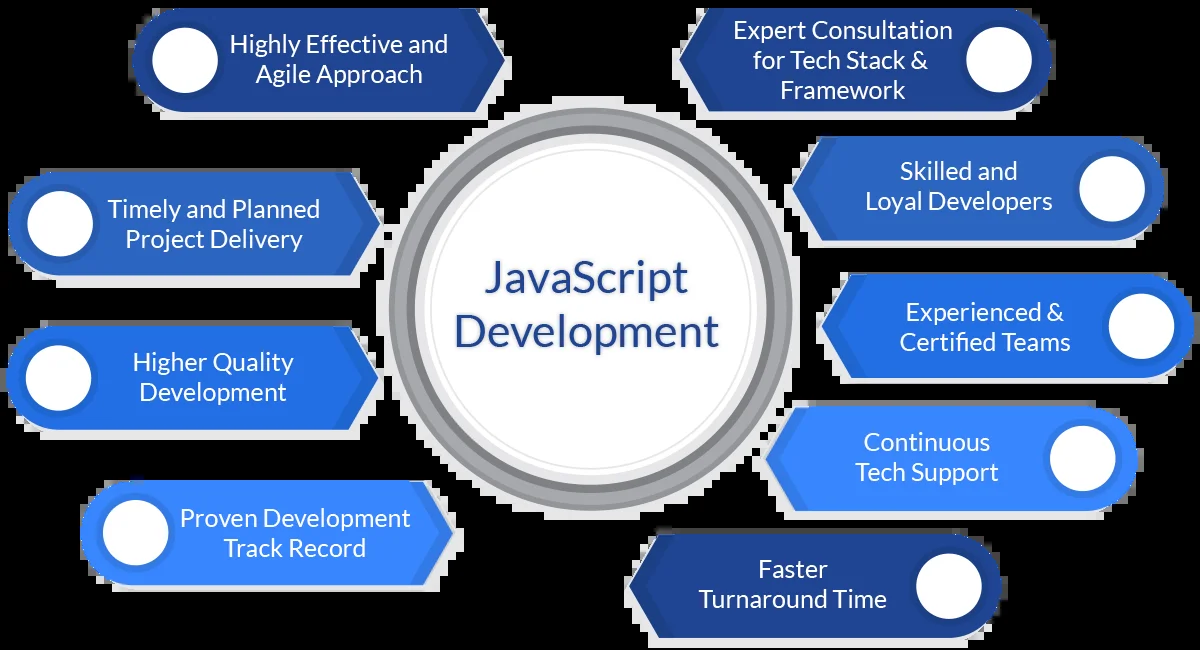 Highly Effective and
Agile Approach
Expert Consultation
for Tech Stack &
Framework
Timely and Planned
Project Delivery
Skilled and
Loyal Developers
JavaScript
Development
Higher Quality
Development
Experienced &
Certified Teams
Proven Development
Track Record
Continuous
Tech Support
Faster
Turnaround Time